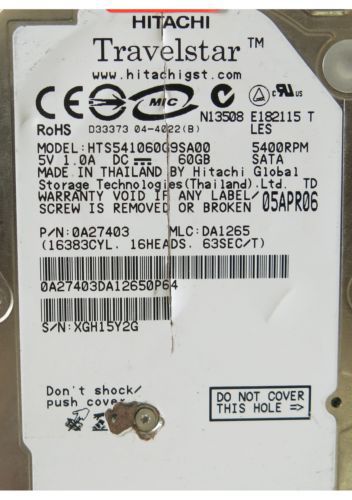 HITACHI
Travelstar™
www.hitachigst.com
CE MIC
N13508 E182115 T
RoHS D33373 04-4022(B) LES
MODEL:HTS541060G9SA00 5400RPM
5V 1.0A DC 60GB SATA
MADE IN THAILAND BY Hitachi Global
Storage Technologies(Thailand).Ltd. TD
WARRANTY VOID IF ANY LABEL/
SCREW IS REMOVED OR BROKEN 05APR06
P/N:0A27403 MLC:DA1265
(16383CYL. 16HEADS. 63SEC/T)
0A27403DA12650P64
S/N:XGH15Y2G
Don't shock/
push cover
DO NOT COVER
THIS HOLE ⇒